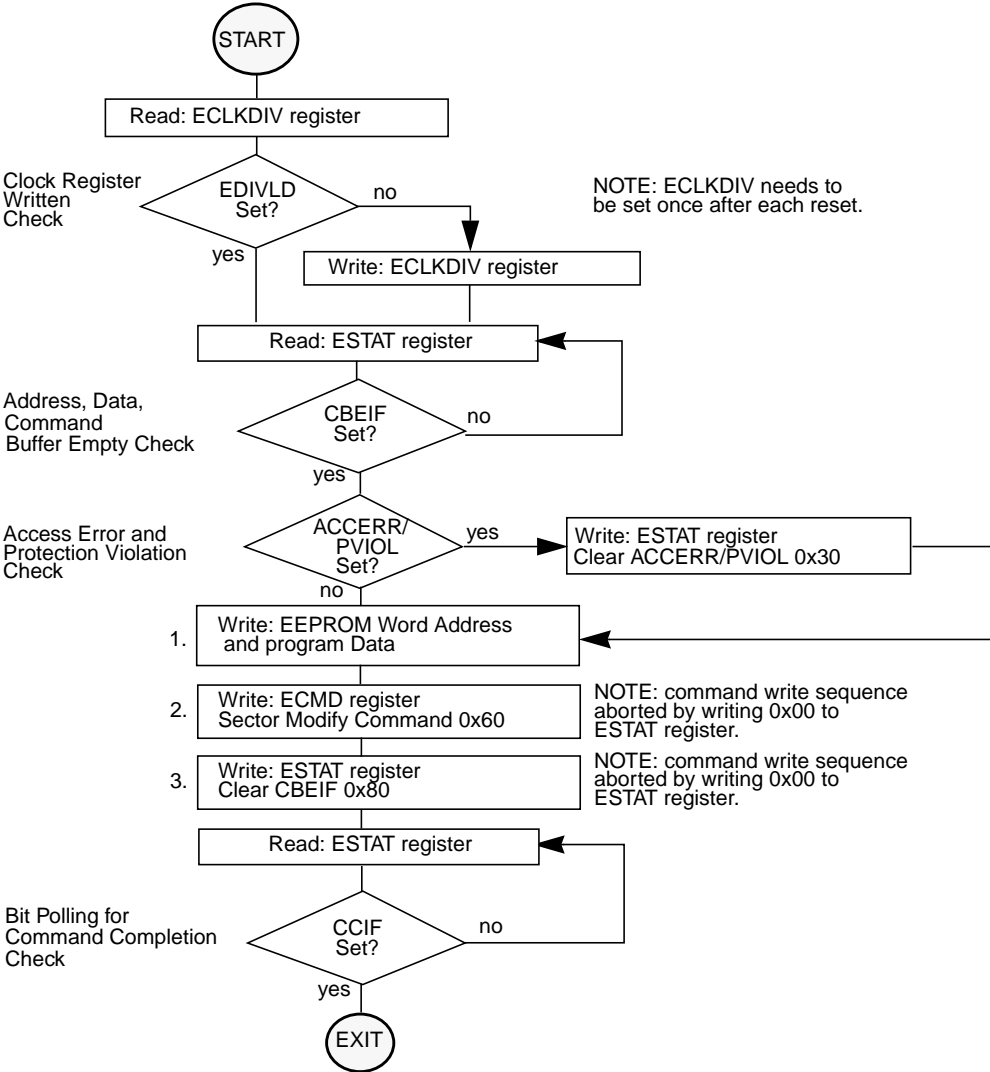 START
Read: ECLKDIV register
Clock Register
Written
Check
EDIVLD
Set?
no
yes
NOTE: ECLKDIV needs to
be set once after each reset.
Write: ECLKDIV register
Read: ESTAT register
Address, Data,
Command
Buffer Empty Check
CBEIF
Set?
no
yes
Access Error and
Protection Violation
Check
ACCERR/
PVIOL
Set?
yes
no
Write: ESTAT register
Clear ACCERR/PVIOL 0x30
1.
Write: EEPROM Word Address
and program Data
2.
Write: ECMD register
Sector Modify Command 0x60
NOTE: command write sequence
aborted by writing 0x00 to
ESTAT register.
3.
Write: ESTAT register
Clear CBEIF 0x80
NOTE: command write sequence
aborted by writing 0x00 to
ESTAT register.
Read: ESTAT register
Bit Polling for
Command Completion
Check
CCIF
Set?
no
yes
EXIT